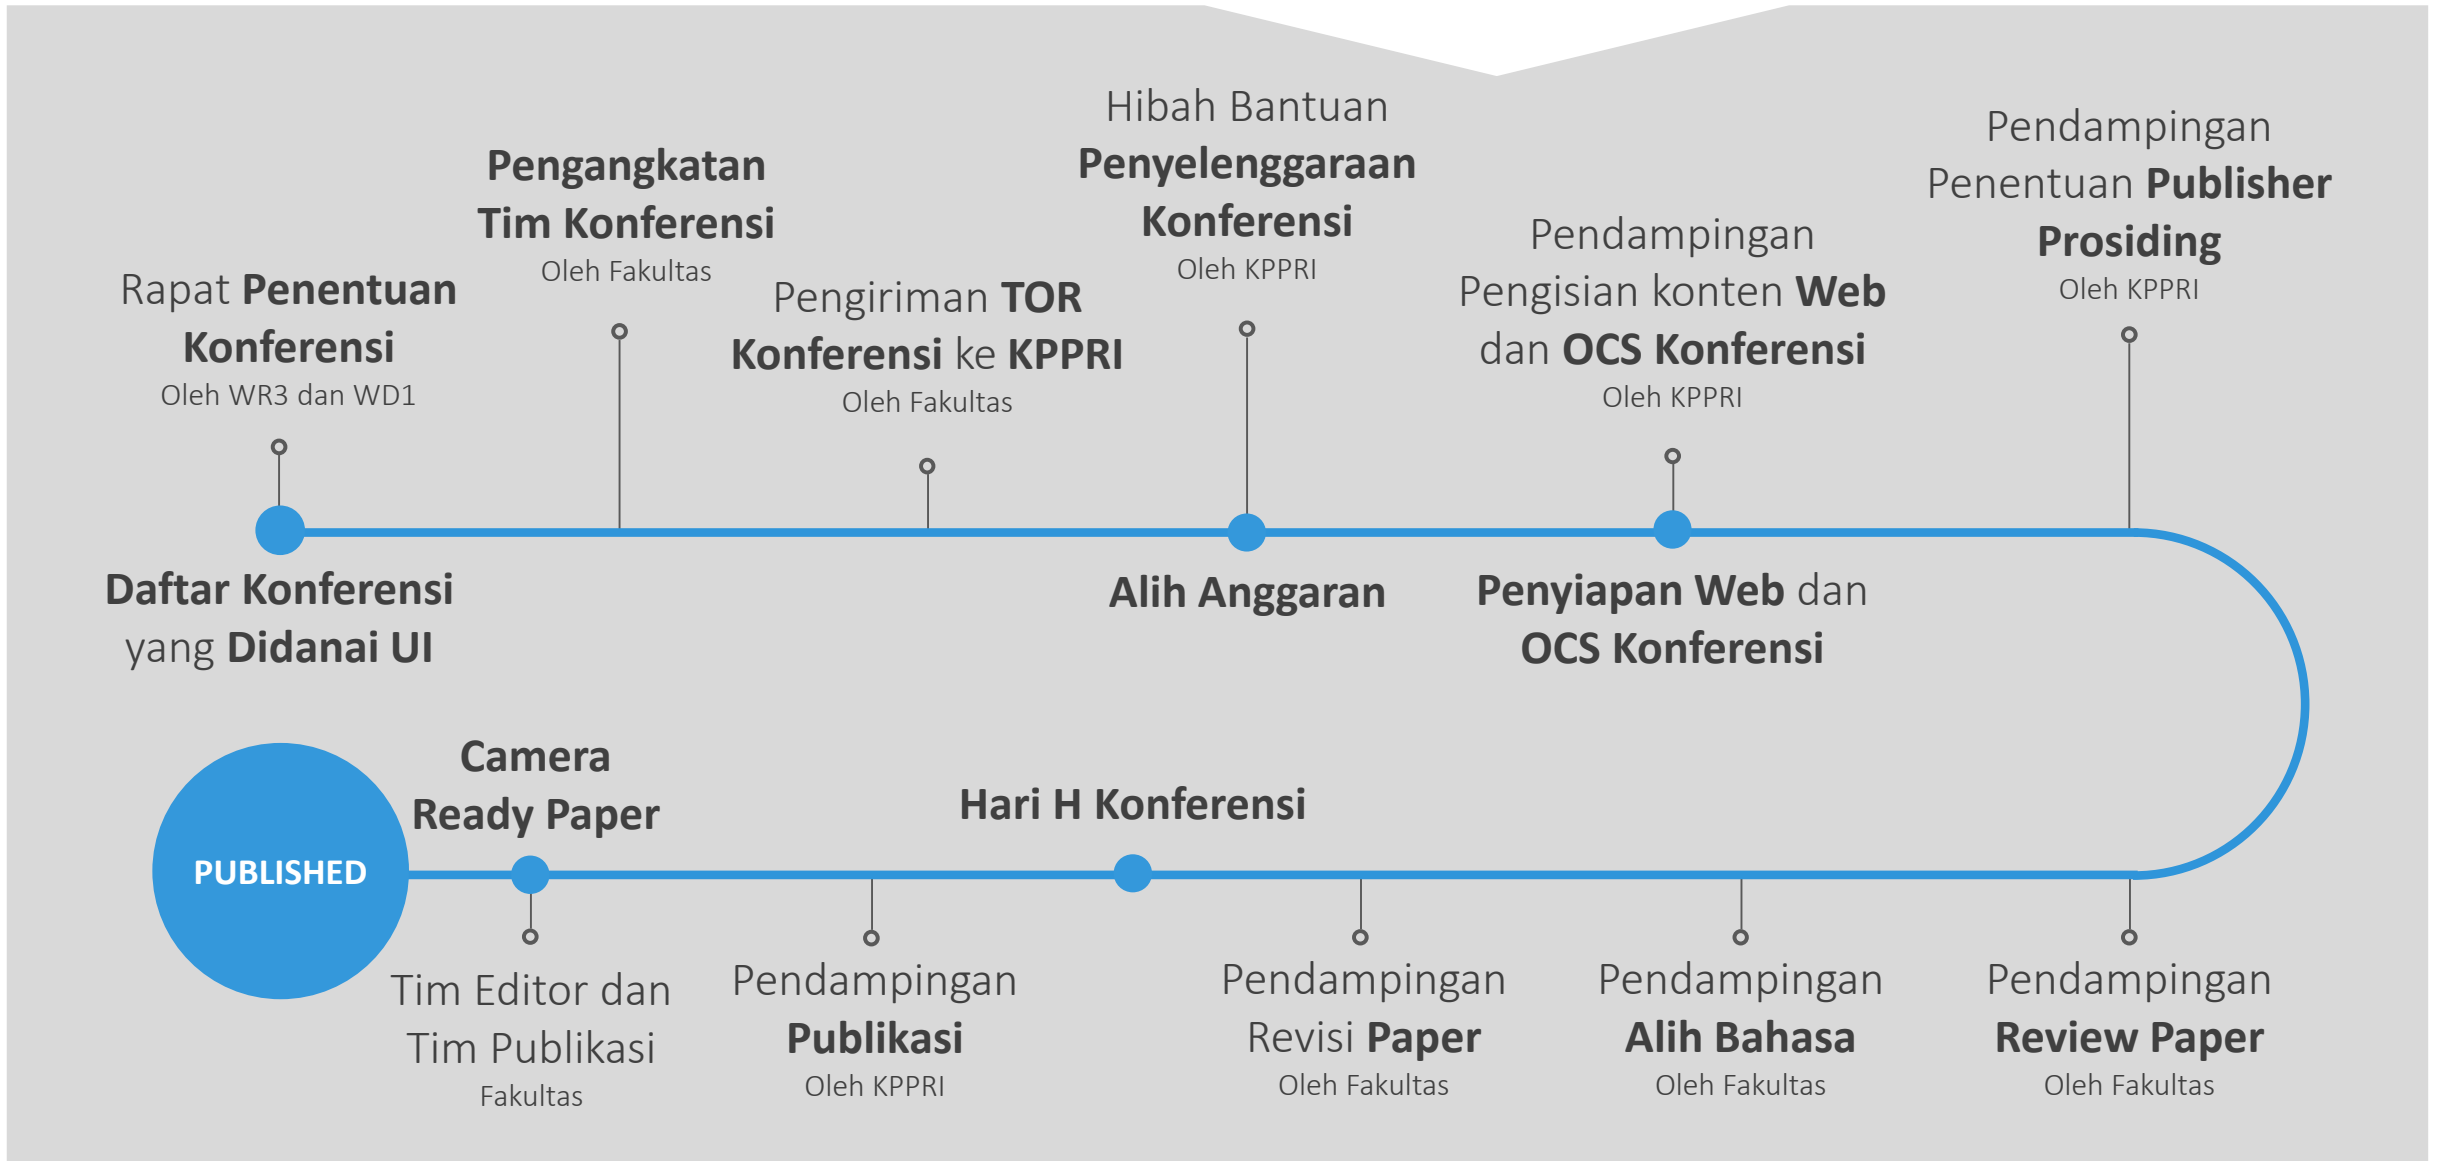 Rapat Penentuan
Konferensi
Oleh WR3 dan WD1
Daftar Konferensi
yang Didanai UI
Pengangkatan
Tim Konferensi
Oleh Fakultas
Pengiriman TOR
Konferensi ke KPPRI
Oleh Fakultas
Hibah Bantuan
Penyelenggaraan
Konferensi
Oleh KPPRI
Alih Anggaran
Pendampingan
Pengisian konten Web
dan OCS Konferensi
Oleh KPPRI
Penyiapan Web dan
OCS Konferensi
Pendampingan
Penentuan Publisher
Prosiding
Oleh KPPRI
Pendampingan
Review Paper
Oleh Fakultas
Pendampingan
Alih Bahasa
Oleh Fakultas
Pendampingan
Revisi Paper
Oleh Fakultas
Hari H Konferensi
Pendampingan
Publikasi
Oleh KPPRI
Camera
Ready Paper
Tim Editor dan
Tim Publikasi
Fakultas
PUBLISHED